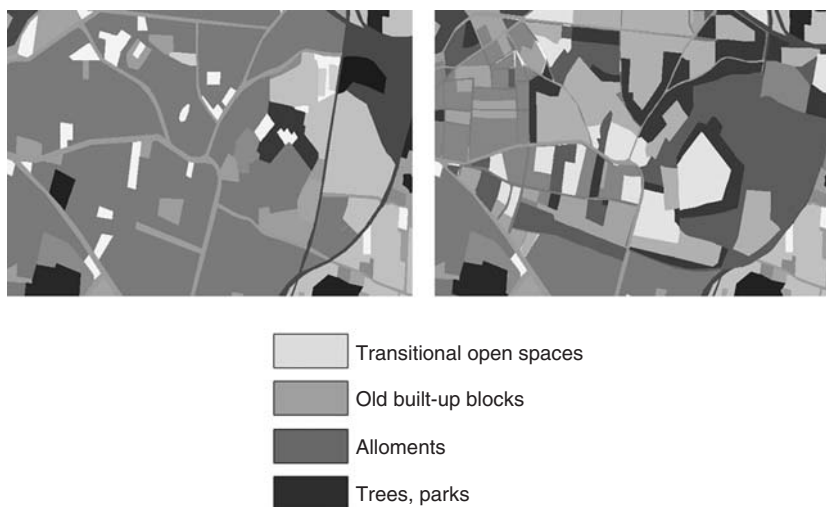 Transitional open spaces
Old built-up blocks
Alloments
Trees, parks